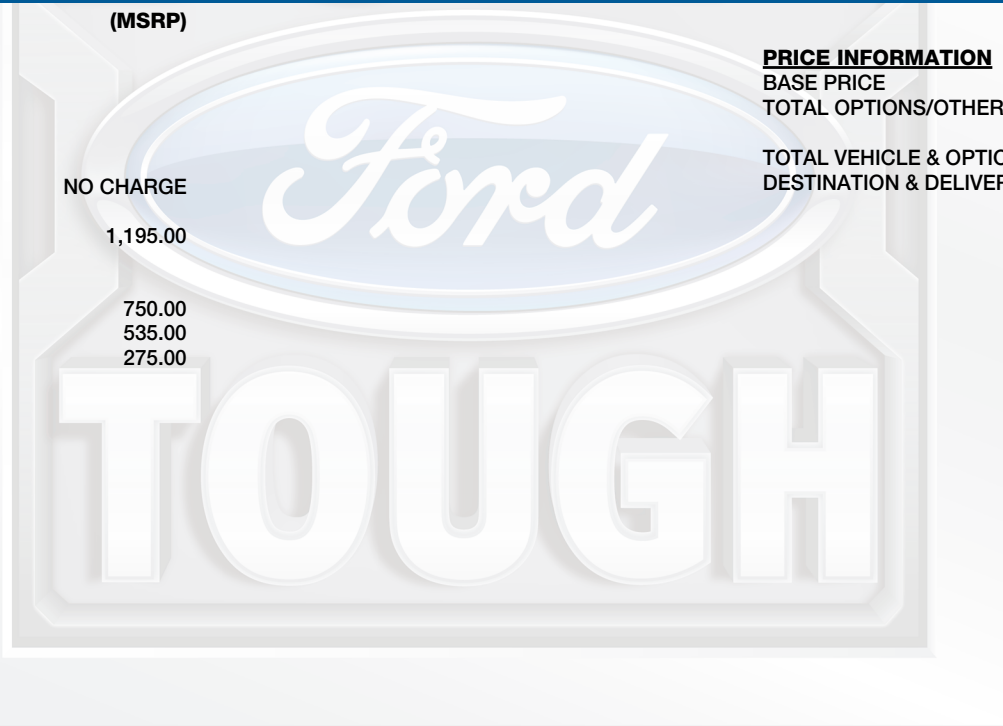 (MSRP)
NO CHARGE
1,195.00
750.00
535.00
275.00
PRICE INFORMATION
BASE PRICE
TOTAL OPTIONS/OTHER
TOTAL VEHICLE & OPTIO
DESTINATION & DELIVER
Ford
TOUGH